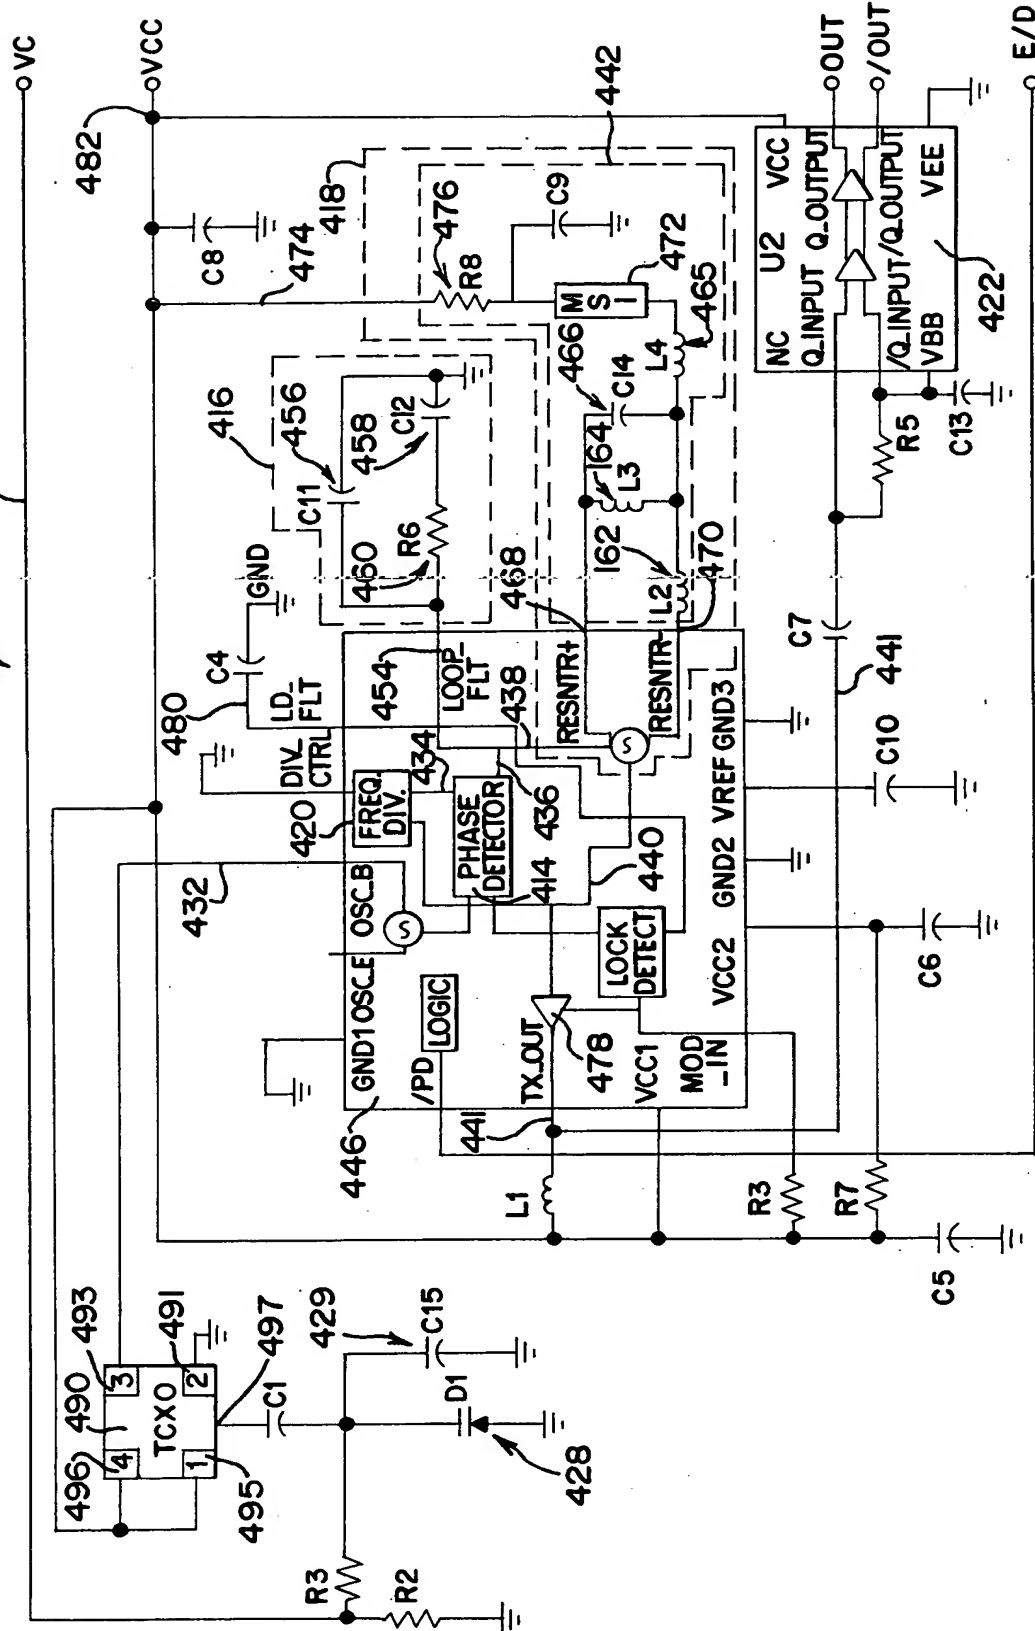 VC
VCC
482
442
OUT
/OUT
E/D
418
476
C9
C8
474
R8
472
465
M
S
I
L4
NC U2 VCC
Q_INPUT Q_OUTPUT
/Q_INPUT/Q_OUTPUT
VBB VEE
422
416
456
458
C12
C11
466
C14
164
L3
R6
460
468
162
L2
470
R5
C13
GND
C4
480
LD_
FLT
454
LOOP_
FLT
438
RESNTR+
RESNTR-
C7
441
DIV_
CTRL
434
436
S
420
FREQ.
DIV.
PHASE
DETECTOR
414
440
GND2 VREF GND3
C10
432
OSC_B
OSC_E
GND1
S
LOCK
DETECT
VCC2
C6
/PD
LOGIC
TX_OUT
478
VCC1
MOD
_IN
446
441
L1
R3
R7
C5
493
490
496
3
4
TCXO
2
1
491
495
497
C1
429
C15
D1
428
R3
R2